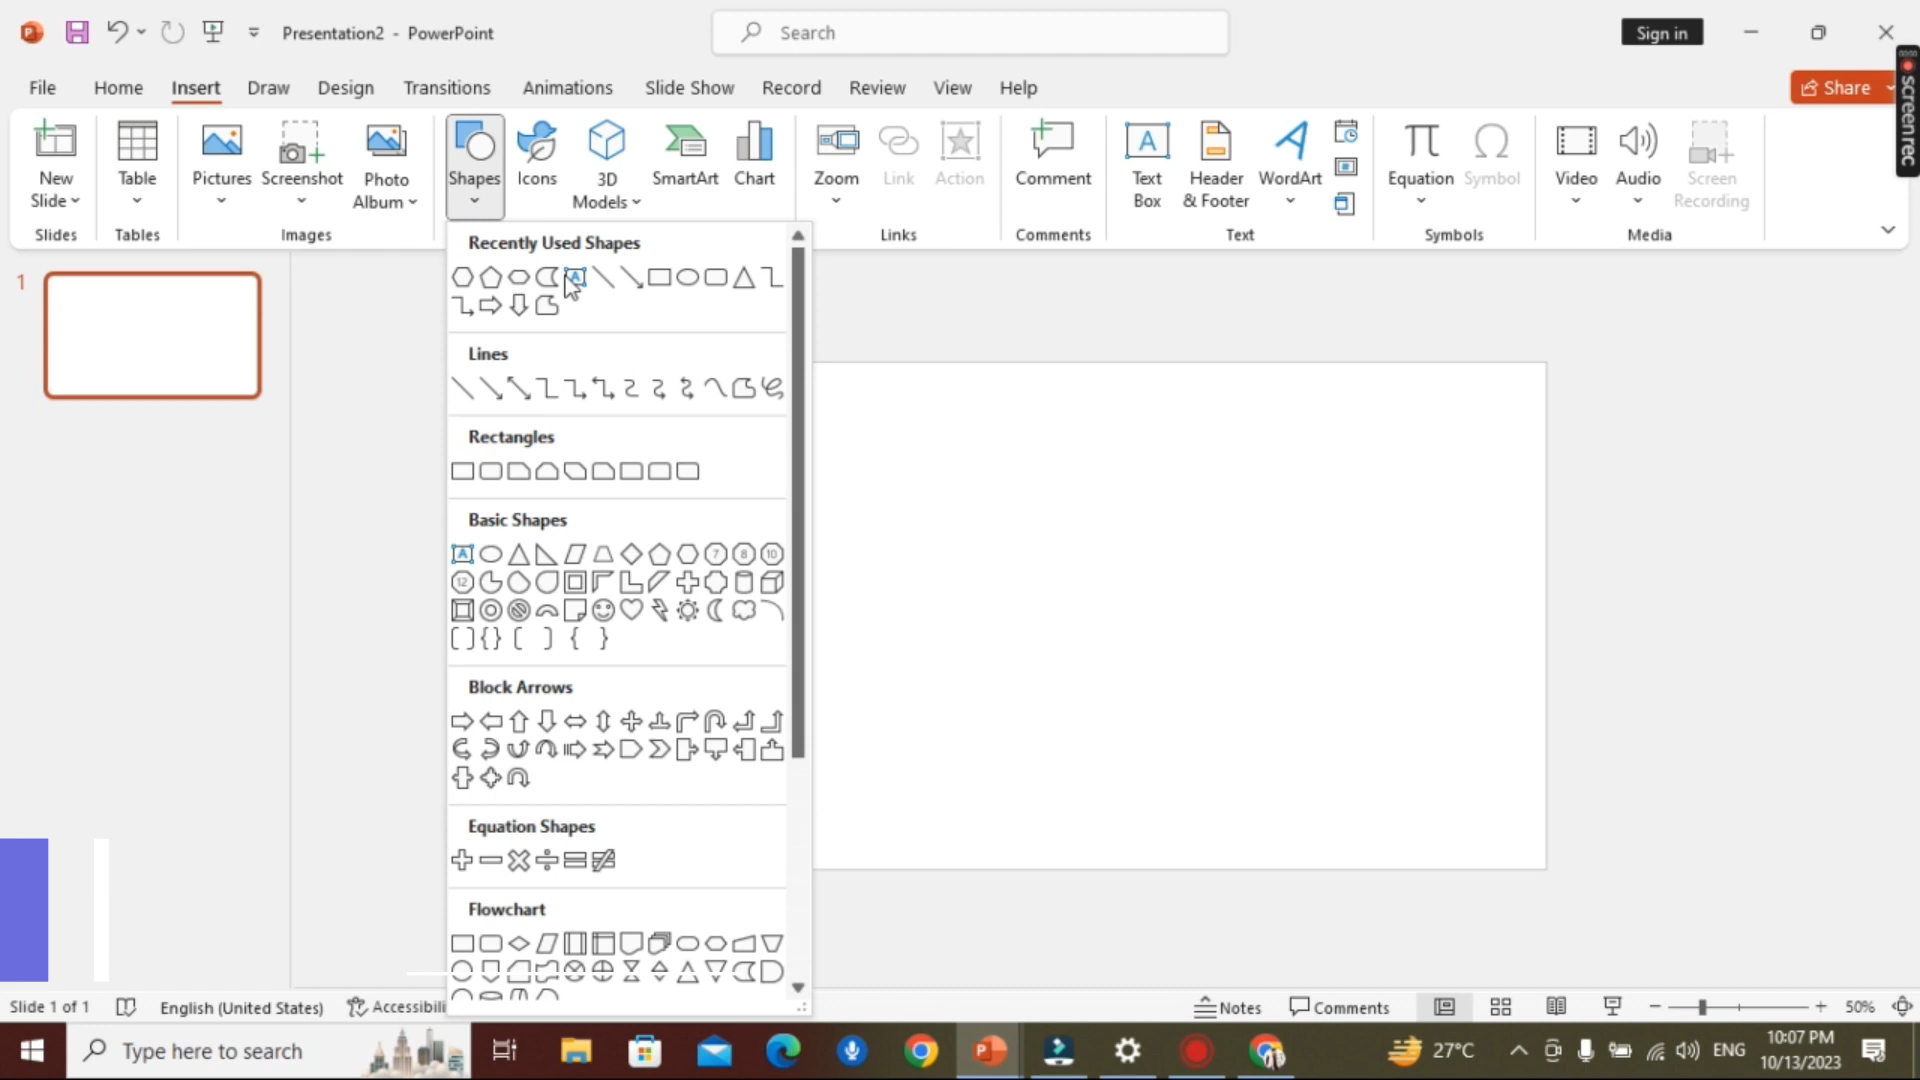 Presentation2 - PowerPoint
Search
Sign in
File Home Insert Draw Design Transitions Animations Slide Show Record Review View Help
Share
screenrec
New Slide
Table
Pictures
Screenshot
Photo Album
Shapes
Icons
3D Models
SmartArt
Chart
Zoom
Link
Action
Comment
Text Box
Header & Footer
WordArt
Equation
Symbol
Video
Audio
Screen Recording
Slides
Tables
Images
Links
Comments
Text
Symbols
Media
1
Recently Used Shapes
Lines
Rectangles
Basic Shapes
Block Arrows
Equation Shapes
Flowchart
Slide 1 of 1
English (United States)
Accessibili
Notes
Comments
50%
Type here to search
27°C
ENG
10:07 PM
10/13/2023